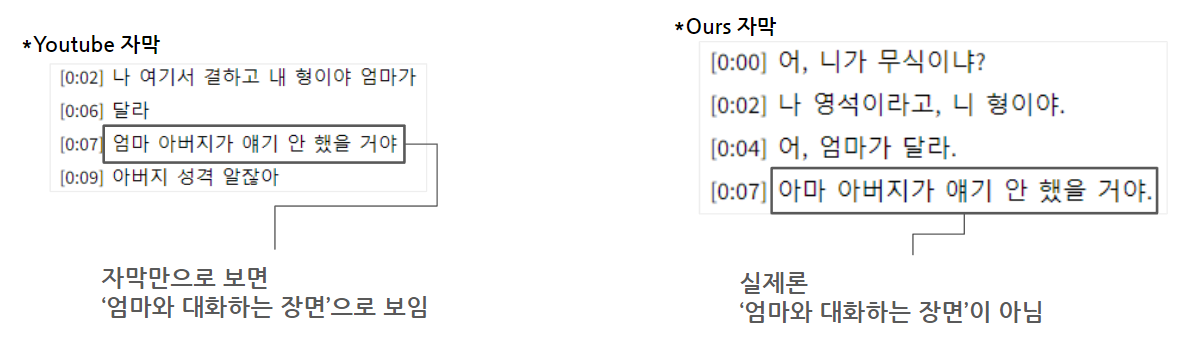 *Youtube 자막
[0:02] 나 여기서 결하고 내 형이야 엄마가
[0:06] 달라
[0:07] 엄마 아버지가 얘기 안 했을 거야
[0:09] 아버지 성격 알잖아
자막만으로 보면
‘엄마와 대화하는 장면’으로 보임
*Ours 자막
[0:00] 어, 니가 무식이냐?
[0:02] 나 영석이라고, 니 형이야.
[0:04] 어, 엄마가 달라.
[0:07] 아마 아버지가 얘기 안 했을 거야.
실제론
‘엄마와 대화하는 장면’이 아님